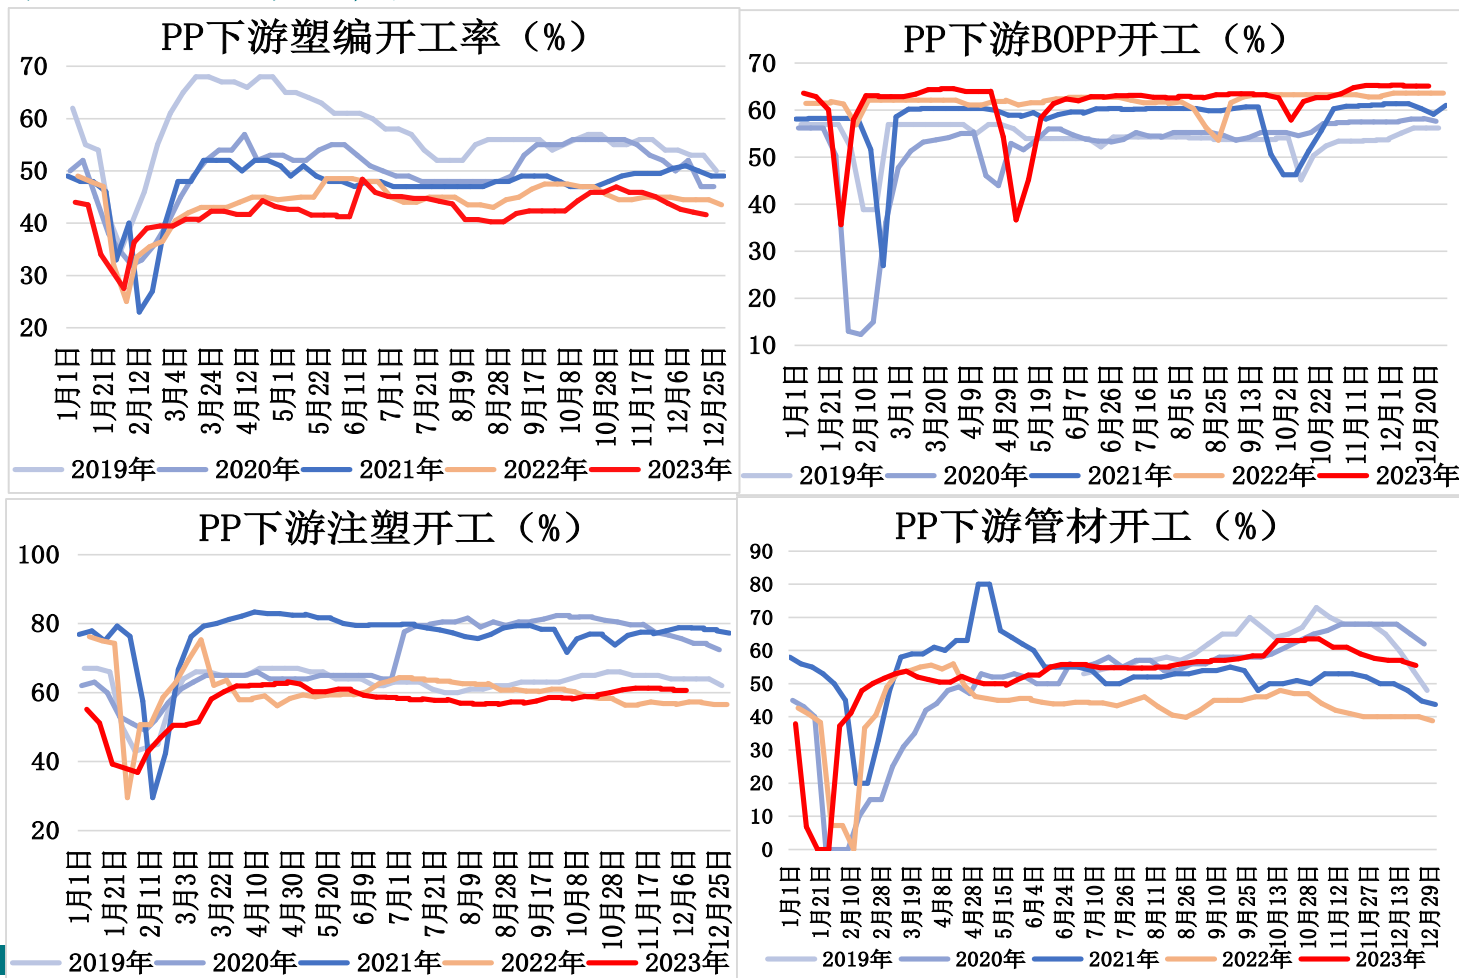 PP下游塑编开工率（%）
70
60
50
40
30
20
1月1日
1月21日
2月12日
3月4日
3月24日
4月12日
5月1日
5月22日
6月11日
7月1日
7月21日
8月9日
8月28日
9月17日
10月8日
10月28日
11月17日
12月6日
12月25日
2019年 2020年 2021年 2022年 2023年
PP下游BOPP开工（%）
70
60
50
40
30
20
10
1月1日
1月21日
2月10日
3月1日
3月20日
4月9日
4月29日
5月19日
6月7日
6月26日
7月16日
8月5日
8月25日
9月13日
10月2日
10月22日
11月11日
12月1日
12月20日
2019年 2020年 2021年 2022年 2023年
PP下游注塑开工（%）
100
80
60
40
20
1月1日
1月21日
2月11日
3月3日
3月22日
4月10日
4月30日
5月20日
6月9日
7月1日
7月21日
8月9日
8月28日
9月17日
10月8日
10月28日
11月17日
12月6日
12月25日
2019年 2020年 2021年 2022年 2023年
PP下游管材开工（%）
90
80
70
60
50
40
30
20
10
0
1月1日
1月21日
2月10日
2月28日
3月19日
4月8日
4月28日
5月15日
6月4日
6月24日
7月10日
7月26日
8月11日
8月26日
9月10日
9月25日
10月13日
10月28日
11月12日
11月27日
12月13日
12月29日
2019年 2020年 2021年 2022年 2023年